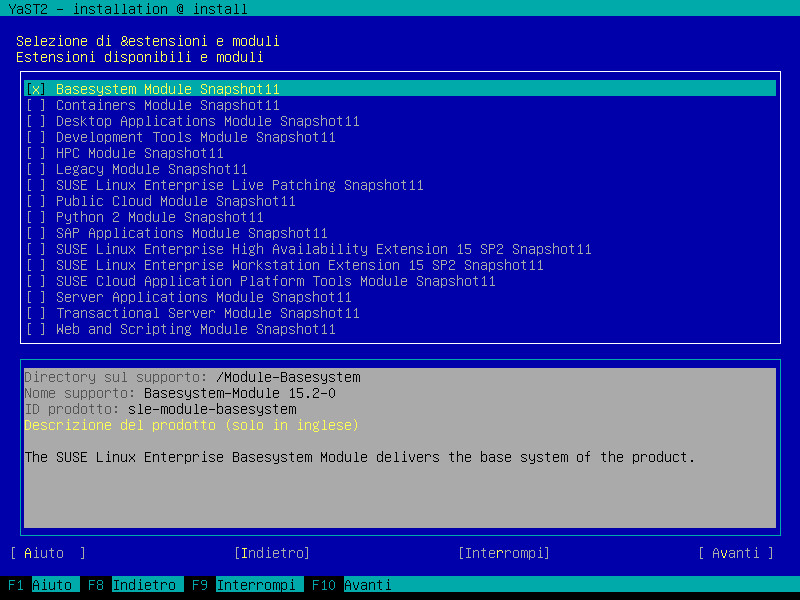 YaST2 - installation @ install
Selezione di &estensioni e moduli
Estensioni disponibili e moduli
[x] Basesystem Module Snapshot11
[ ] Containers Module Snapshot11
[ ] Desktop Applications Module Snapshot11
[ ] Development Tools Module Snapshot11
[ ] HPC Module Snapshot11
[ ] Legacy Module Snapshot11
[ ] SUSE Linux Enterprise Live Patching Snapshot11
[ ] Public Cloud Module Snapshot11
[ ] Python 2 Module Snapshot11
[ ] SAP Applications Module Snapshot11
[ ] SUSE Linux Enterprise High Availability Extension 15 SP2 Snapshot11
[ ] SUSE Linux Enterprise Workstation Extension 15 SP2 Snapshot11
[ ] SUSE Cloud Application Platform Tools Module Snapshot11
[ ] Server Applications Module Snapshot11
[ ] Transactional Server Module Snapshot11
[ ] Web and Scripting Module Snapshot11
Directory sul supporto: /Module-Basesystem
Nome supporto: Basesystem-Module 15.2-0
ID prodotto: sle-module-basesystem
Descrizione del prodotto (solo in inglese)
The SUSE Linux Enterprise Basesystem Module delivers the base system of the product.
[ Aiuto ] [Indietro] [Interrompi] [ Avanti ]
F1 Aiuto F8 Indietro F9 Interrompi F10 Avanti